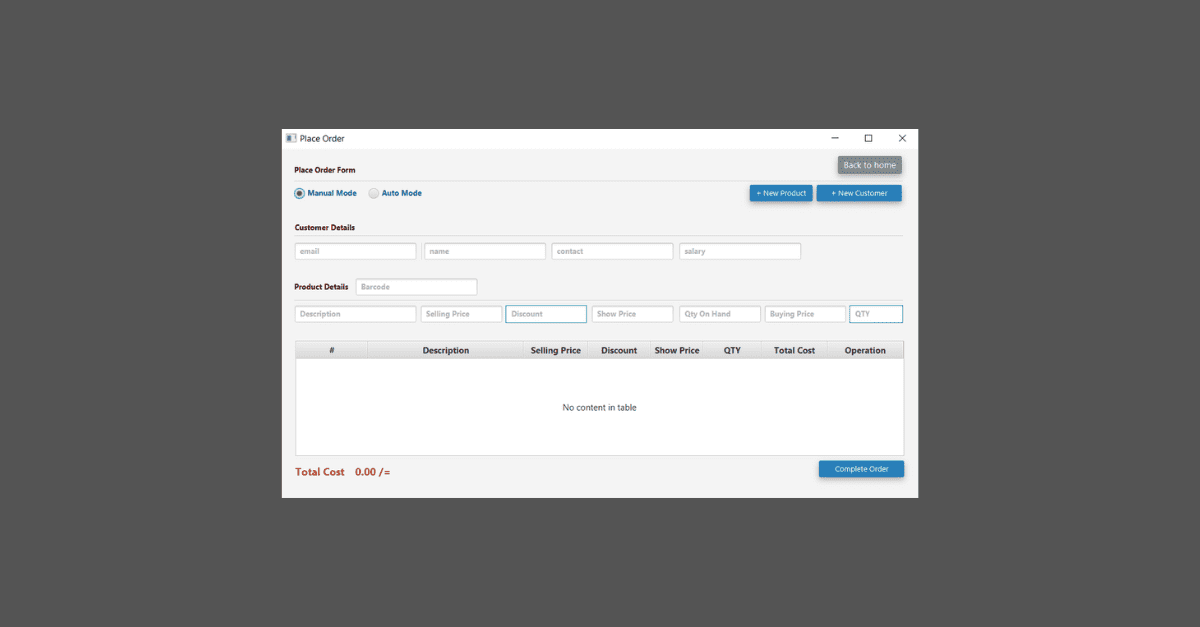 Place Order
Back to home
Place Order Form
Manual Mode Auto Mode + New Product + New Customer
Customer Details
email name contact salary
Product Details Barcode
Description Selling Price Discount Show Price Qty On Hand Buying Price QTY
# Description Selling Price Discount Show Price QTY Total Cost Operation
No content in table
Total Cost 0.00 /= Complete Order